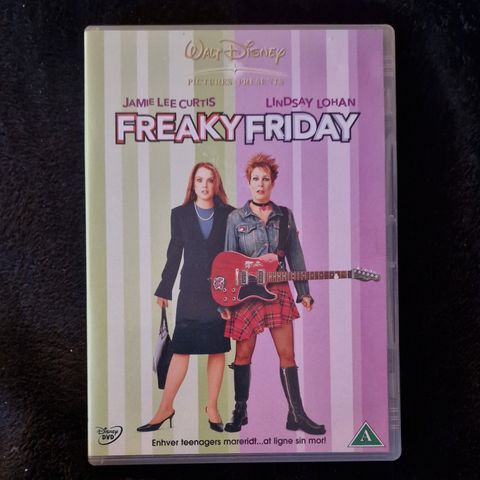 WALT DISNEY
PICTURES PRESENTS
JAMIE LEE CURTIS LINDSAY LOHAN
FREAKY FRIDAY
Disney
DVD
Enhver teenagers mareridt...at ligne sin mor!
A